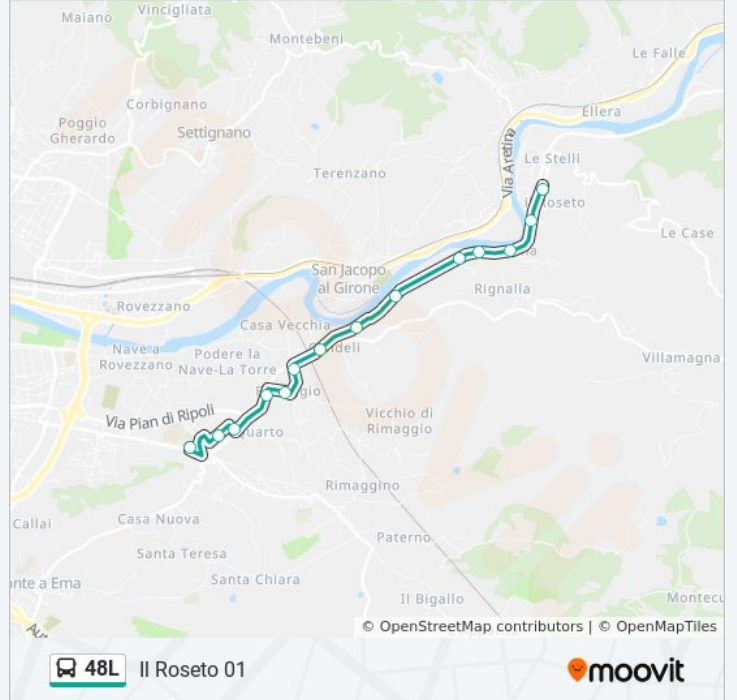 Maiano
Vincigliata
Montebeni
Le Falle
Corbignano
Poggio
Gherardo
Settignano
Ellera
Via Aretina
Le Stelli
Terenzano
Le Case
San Jacopo
al Girone
Rignalla
Rovezzano
Casa Vecchia
Nave a
Rovezzano
Podere la
Nave-La Torre
Villamagna
Via Pian di Ripoli
Vicchio di
Rimaggio
Rimaggino
Callai
Casa Nuova
Paterno
Santa Teresa
Santa Chiara
nte a Ema
Il Bigallo
Montecu
Aut
© OpenStreetMap contributors | © OpenMapTiles
48L Il Roseto 01
moovit